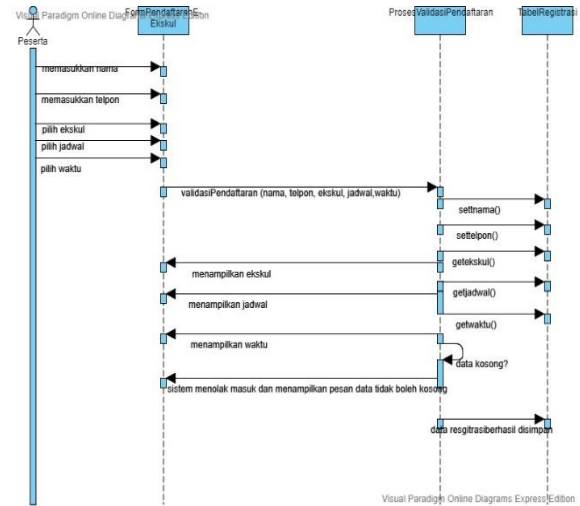 Visual Paradigm Online Diagrams Express Edition
FormPendaftaranE
Ekskul
ProsesValidasiPendaftaran
TabelRegistrasi
Peserta
memasukkan nama
memasukkan telpon
pilih ekskul
pilih jadwal
pilih waktu
validasiPendaftaran (nama, telpon, ekskul, jadwal,waktu)
settnama()
settelpon()
getekskul()
menampilkan ekskul
getjadwal()
menampilkan jadwal
getwaktu()
menampilkan waktu
data kosong?
sistem menolak masuk dan menampilkan pesan data tidak boleh kosong
data resgitrasiberhasil disimpan
Visual Paradigm Online Diagrams Express Edition